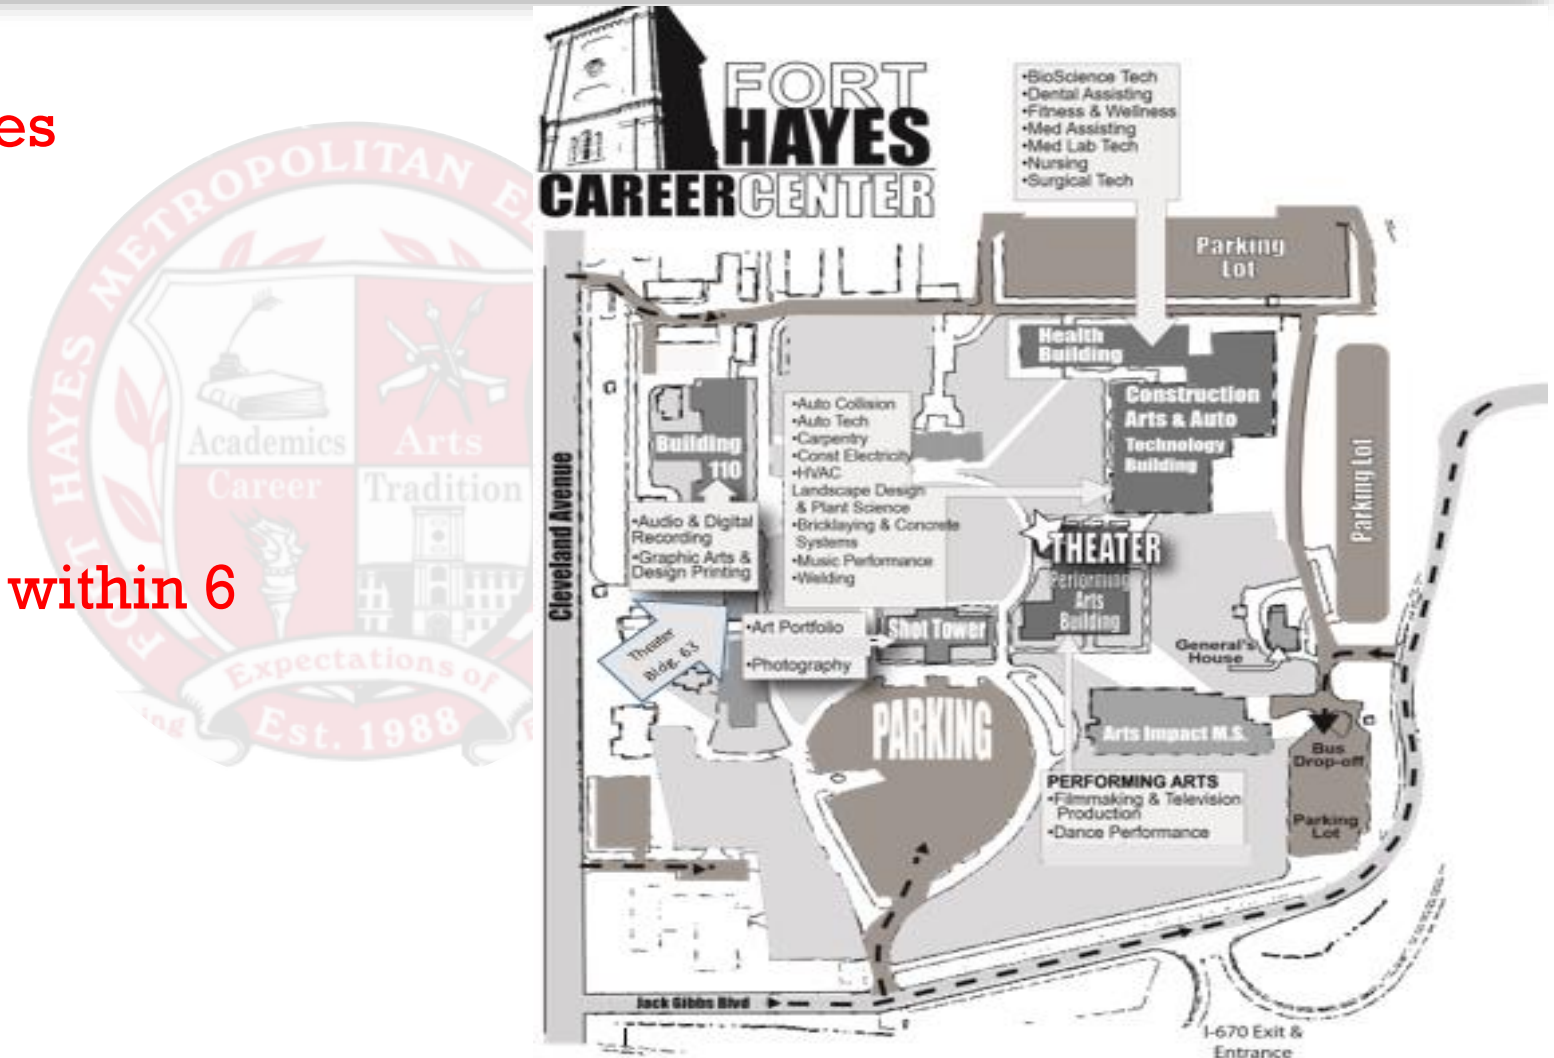 es
within 6
FORT HAYES METROPOLITAN
Academics
Arts
Career
Tradition
Expectations of
Est. 1988
FORT
HAYES
CAREER CENTER
•BioScience Tech
•Dental Assisting
•Fitness & Wellness
•Med Assisting
•Med Lab Tech
•Nursing
•Surgical Tech
Parking
Lot
Health
Building
Construction
Arts & Auto
Technology
Building
Parking Lot
Cleveland Avenue
Building
110
•Audio & Digital
Recording
•Graphic Arts &
Design Printing
•Auto Collision
•Auto Tech
•Carpentry
•Const Electricity
•HVAC
Landscape Design
& Plant Science
•Bricklaying & Concrete
Systems
•Music Performance
•Welding
THEATER
Performing
Arts
Building
Theater
Bldg. 63
•Art Portfolio
•Photography
Shot Tower
General's
House
PARKING
Arts Impact M.S.
Bus
Drop-off
Parking
Lot
PERFORMING ARTS
•Filmmaking & Television
Production
•Dance Performance
Jack Gibbs Blvd
I-670 Exit &
Entrance